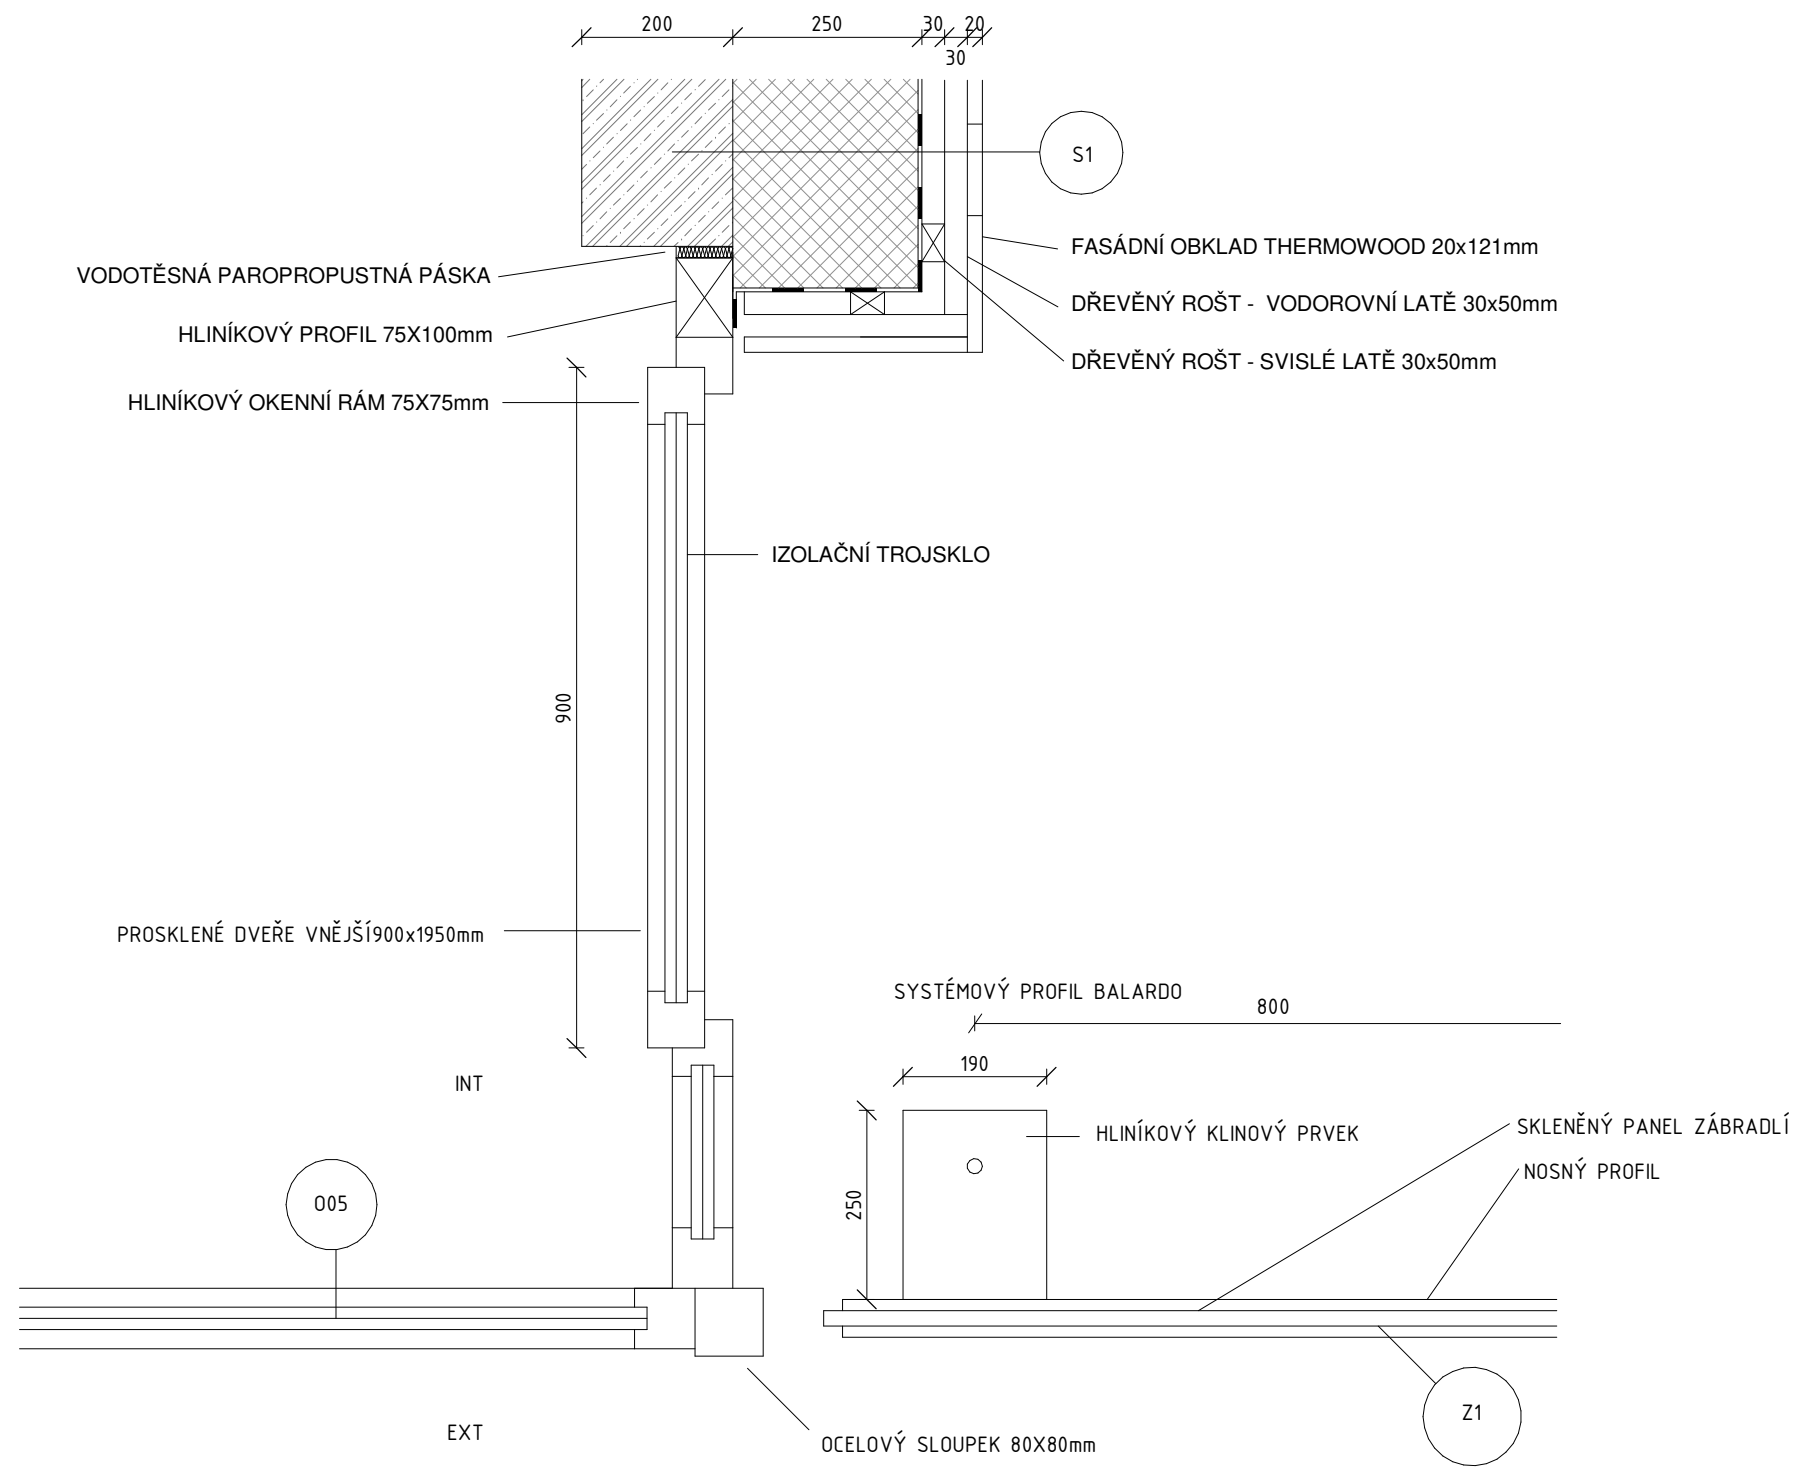 200
250
30
20
30
S1
VODOTĚSNÁ PAROPROPUSTNÁ PÁSKA
FASÁDNÍ OBKLAD THERMOWOOD 20x121mm
DŘEVĚNÝ ROŠT -  VODOROVNÍ LATĚ 30x50mm
HLINÍKOVÝ PROFIL 75X100mm
DŘEVĚNÝ ROŠT - SVISLÉ LATĚ 30x50mm
HLINÍKOVÝ OKENNÍ RÁM 75X75mm
IZOLAČNÍ TROJSKLO
900
PROSKLENÉ DVEŘE VNĚJŠÍ900x1950mm
SYSTÉMOVÝ PROFIL BALARDO
800
190
INT
HLINÍKOVÝ KLINOVÝ PRVEK
SKLENĚNÝ PANEL ZÁBRADLÍ
NOSNÝ PROFIL
250
O05
Z1
EXT
OCELOVÝ SLOUPEK 80X80mm